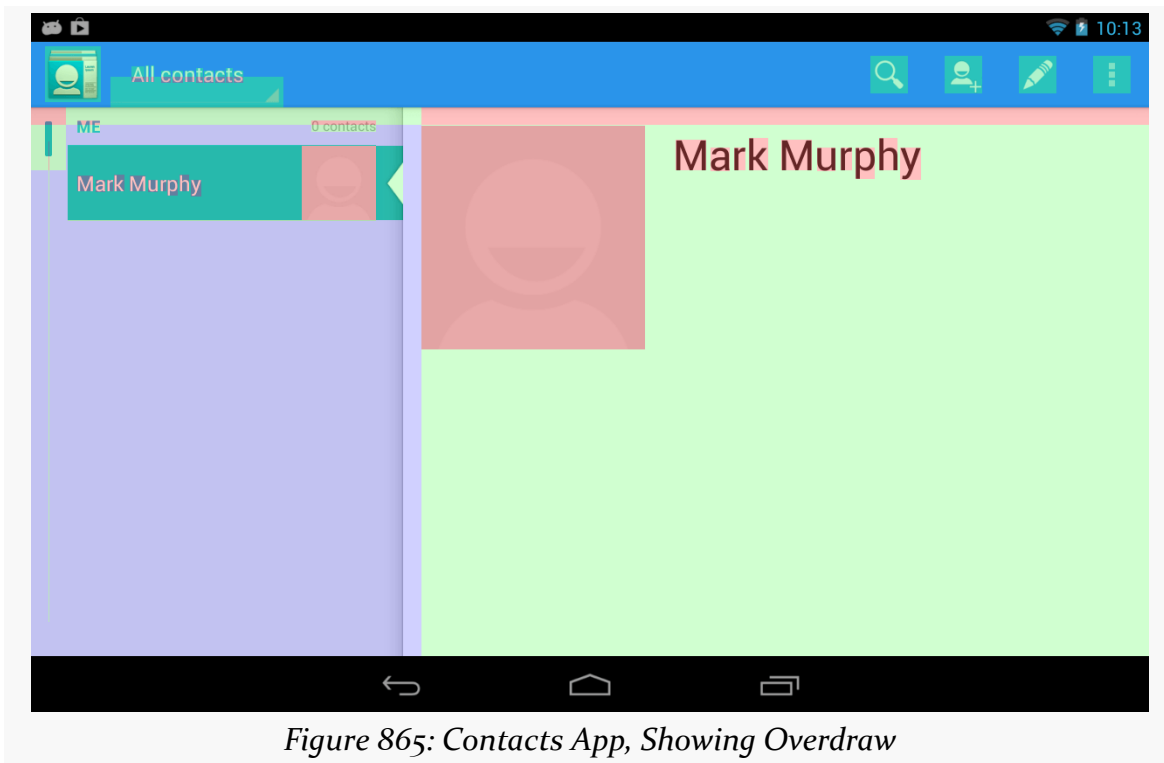 10:13
All contacts
ME 0 contacts
Mark Murphy
Mark Murphy
Figure 865: Contacts App, Showing Overdraw